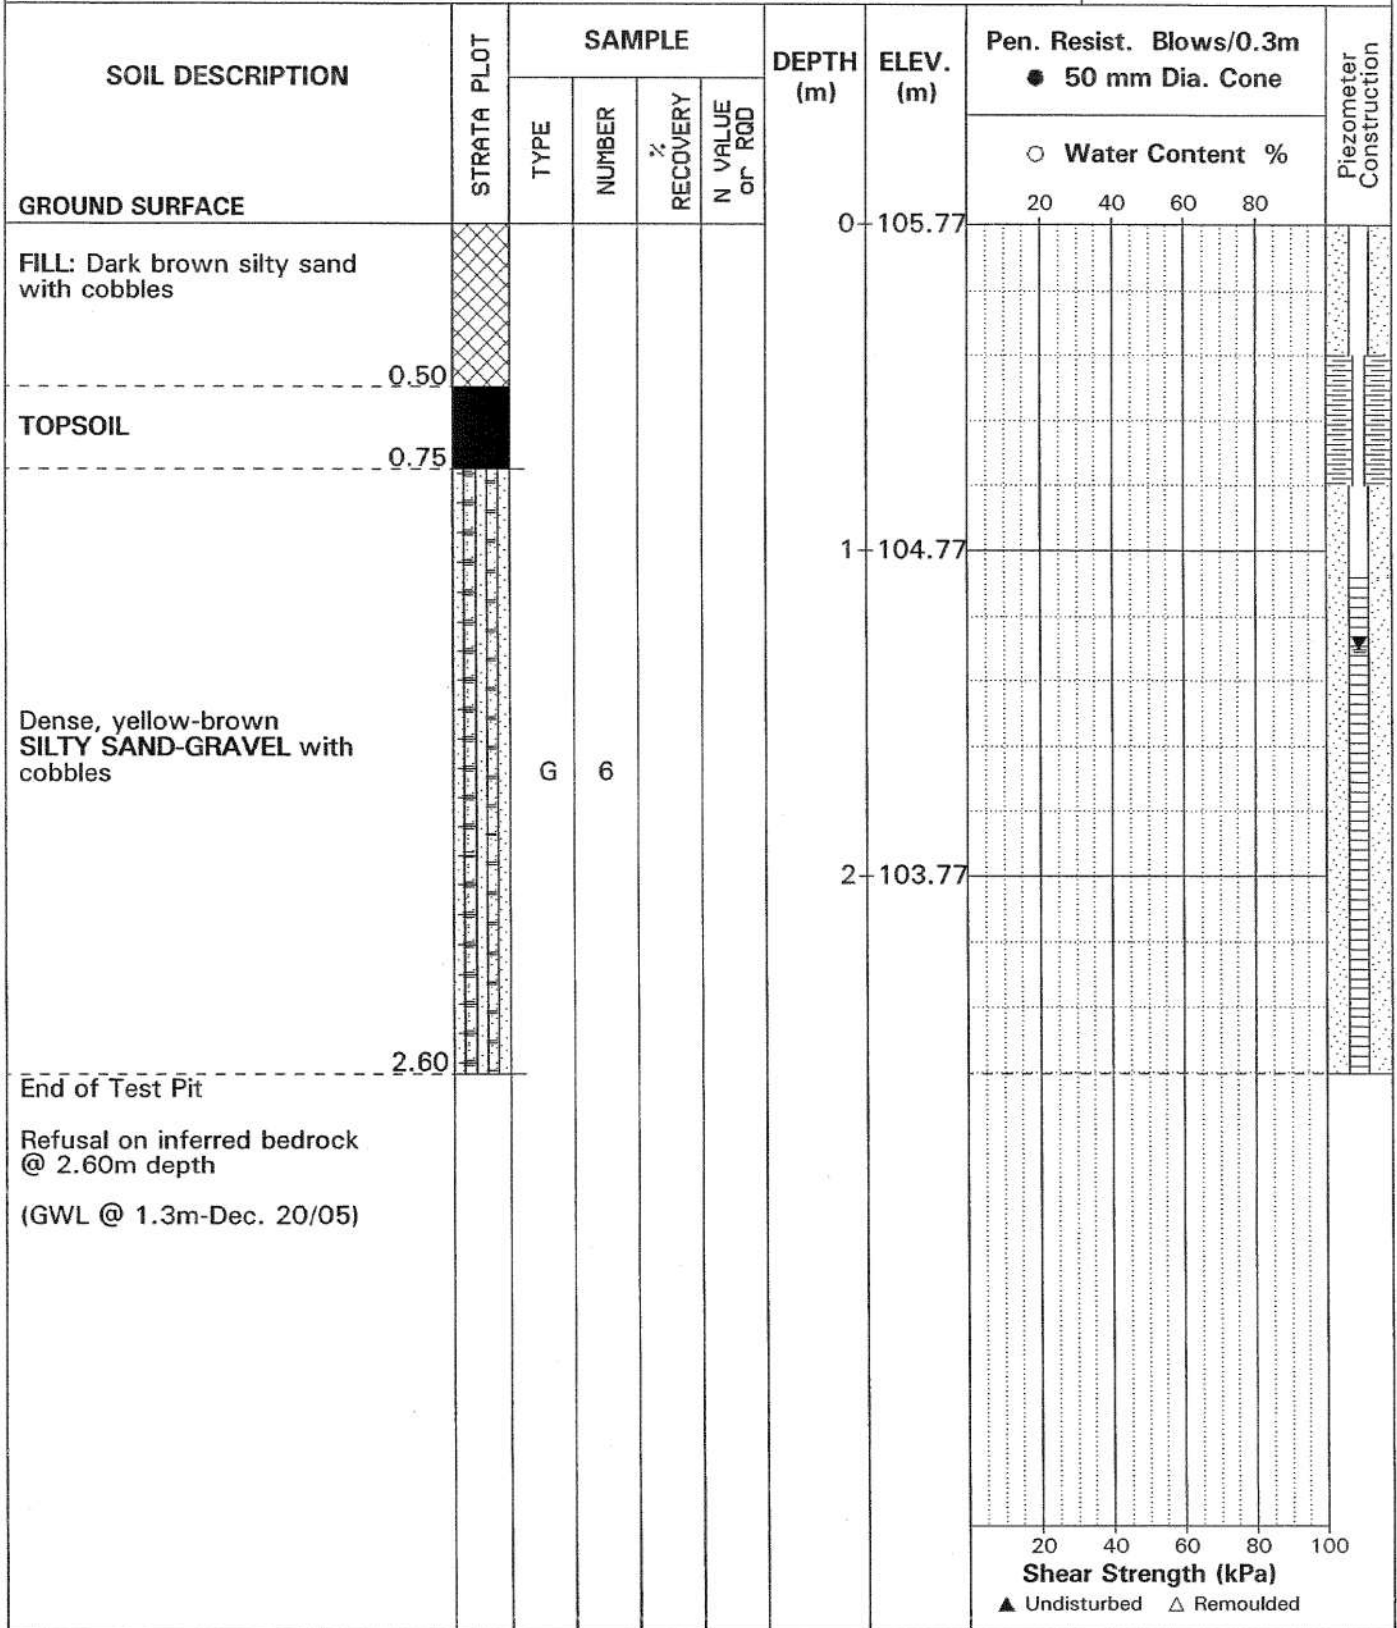 SOIL DESCRIPTION
GROUND SURFACE
STRATA PLOT
SAMPLE
TYPE
NUMBER
%
RECOVERY
N VALUE
or RQD
DEPTH
(m)
ELEV.
(m)
Pen. Resist. Blows/0.3m
● 50 mm Dia. Cone
○ Water Content %
20 40 60 80
Piezometer
Construction
0 105.77
FILL: Dark brown silty sand
with cobbles
0.50
TOPSOIL
0.75
1 104.77
Dense, yellow-brown
SILTY SAND-GRAVEL with
cobbles
G 6
2 103.77
2.60
End of Test Pit
Refusal on inferred bedrock
@ 2.60m depth
(GWL @ 1.3m-Dec. 20/05)
20 40 60 80 100
Shear Strength (kPa)
▲ Undisturbed △ Remoulded